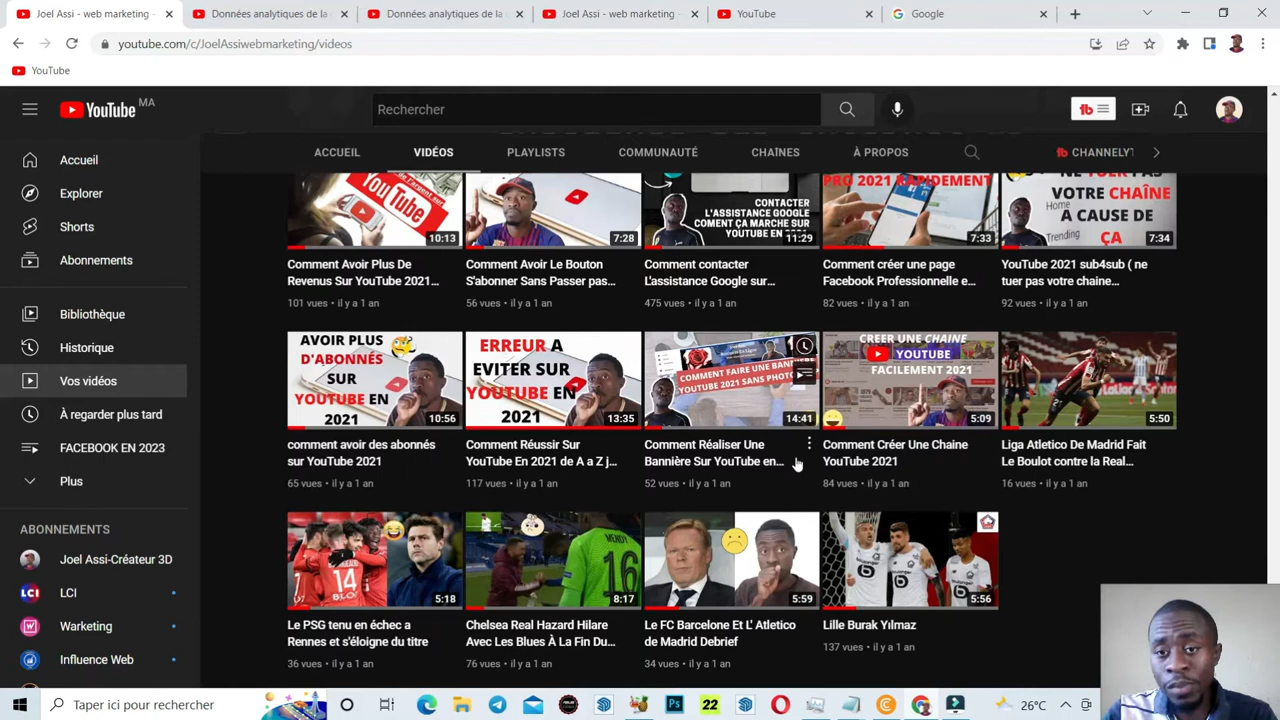 Joel Assi - web marketing -
Données analytiques de la
Données analytiques de la
Joel Assi - web marketing -
YouTube
Google
youtube.com/c/JoelAssiwebmarketing/videos
YouTube
YouTube MA
Rechercher
ACCUEIL
VIDÉOS
PLAYLISTS
COMMUNAUTÉ
CHAÎNES
À PROPOS
CHANNELYT
Accueil
Explorer
Shorts
Abonnements
Bibliothèque
Historique
Vos vidéos
À regarder plus tard
FACEBOOK EN 2023
Plus
ABONNEMENTS
Joel Assi-Créateur 3D
LCI
LCI
Warketing
Influence Web
YouTube
10:13
Comment Avoir Plus De
Revenus Sur YouTube 2021...
101 vues • il y a 1 an
7:28
Comment Avoir Le Bouton
S'abonner Sans Passer pas...
56 vues • il y a 1 an
CONTACTER
L'ASSISTANCE GOOGLE
COMENT ÇA MARCHE SUR
YOUTUBE EN
11:29
Comment contacter
L'assistance Google sur...
475 vues • il y a 1 an
PRO 2021 RAPIDEMENT
7:33
Comment créer une page
Facebook Professionnelle e...
82 vues • il y a 1 an
NE TUER PAS
VOTRE CHAÎNE
Home
À CAUSE DE
Trending
ÇA
7:34
YouTube 2021 sub4sub ( ne
tuer pas votre chaine...
92 vues • il y a 1 an
AVOIR PLUS
D'ABONNÉS
SUR
YOUTUBE EN
2021
10:56
comment avoir des abonnés
sur YouTube 2021
65 vues • il y a 1 an
ERREUR A
EVITER SUR
YOUTUBE EN
2021
13:35
Comment Réussir Sur
YouTube En 2021 de A a Z j...
117 vues • il y a 1 an
COMMENT FAIRE UNE BANNIÈRE
YOUTUBE 2021 SANS
14:41
Comment Réaliser Une
Bannière Sur YouTube en...
52 vues • il y a 1 an
CREER UNE CHAINE
YOUTUBE
FACILEMENT 2021
5:09
Comment Créer Une Chaine
YouTube 2021
84 vues • il y a 1 an
5:50
Liga Atletico De Madrid Fait
Le Boulot contre la Real...
16 vues • il y a 1 an
14
5:18
Le PSG tenu en échec a
Rennes et s'éloigne du titre
36 vues • il y a 1 an
MENDY
16
8:17
Chelsea Real Hazard Hilare
Avec Les Blues À La Fin Du...
76 vues • il y a 1 an
5:59
Le FC Barcelone Et L' Atletico
de Madrid Debrief
34 vues • il y a 1 an
5:56
Lille Burak Yılmaz
137 vues • il y a 1 an
Taper ici pour rechercher
22
26°C